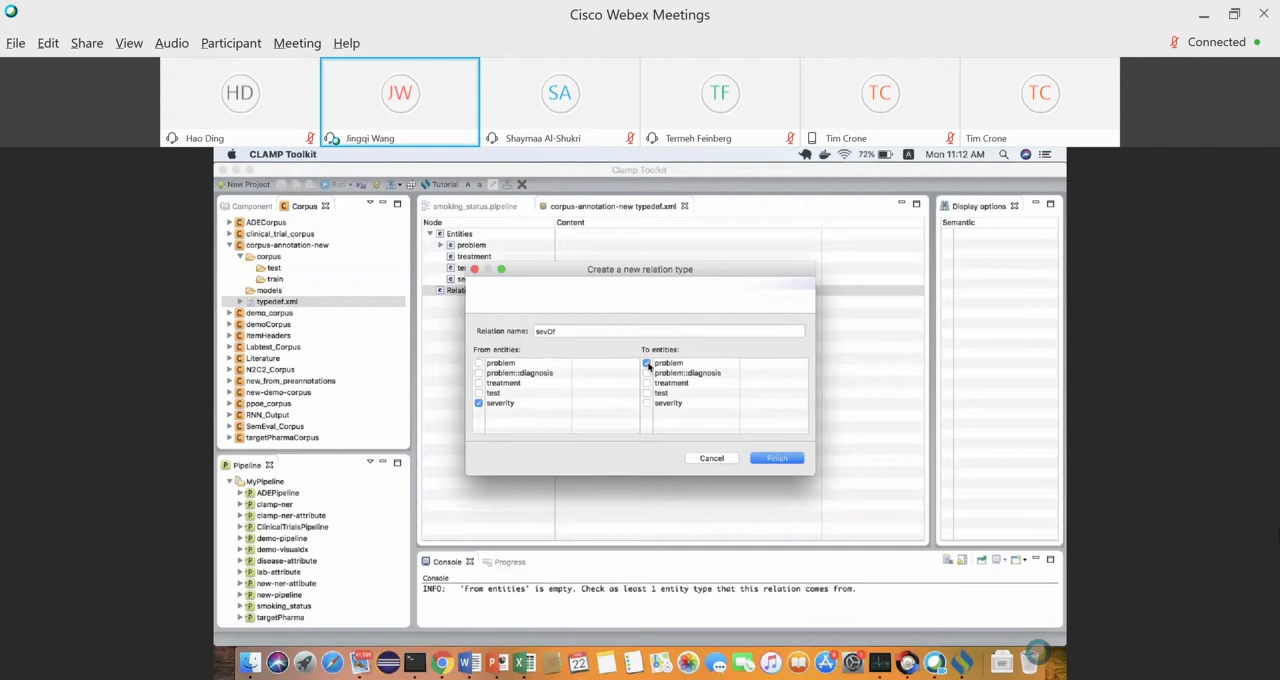 Cisco Webex Meetings
File Edit Share View Audio Participant Meeting Help
Connected
HD JW SA TF TC TC
Hao Ding Jingqi Wang Shaymaa Al-Shukri Termeh Feinberg Tim Crone Tim Crone
CLAMP Toolkit 72% A Mon 11:12 AM
Clamp Toolkit
New Project Run Tutorial A a
Component Corpus
ADECorpus
clinical_trial_corpus
corpus-annotation-new
corpus
test
train
models
typedef.xml
demo_corpus
demoCorpus
ItemHeaders
Labtest_Corpus
Literature
N2C2_Corpus
new_from_preannotations
new-demo-corpus
ppoe_corpus
RNN_Output
SemEval_Corpus
targetPharmaCorpus
Pipeline
MyPipeline
ADEPipeline
clamp-ner
clamp-ner-attribute
ClinicalTrialsPipeline
demo-pipeline
demo-visualdx
disease-attribute
lab-attribute
new-ner-attibute
new-pipeline
smoking_status
targetPharma
smoking_status.pipeline corpus-annotation-new typedef.xml
Node Content
Entities
problem
treatment
te
se
Relati
Create a new relation type
Relation name: sevOf
From entities: To entities:
problem problem
problem::diagnosis problem::diagnosis
treatment treatment
test test
severity severity
Cancel Finish
Display options
Semantic
Console Progress
Console
INFO: 'From entities' is empty. Check as least 1 entity type that this relation comes from.
22